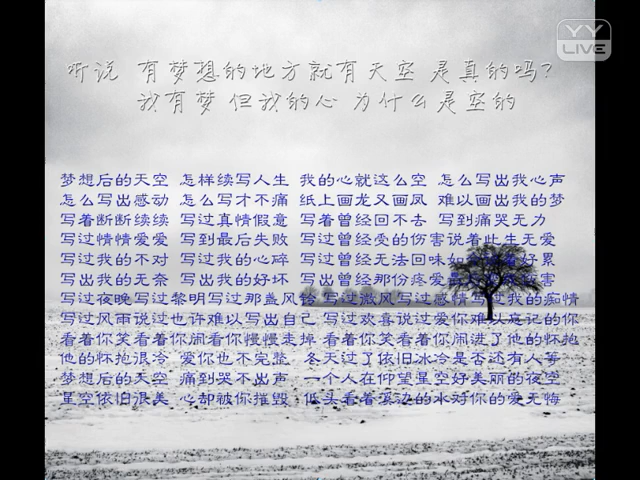 YY LIVE
听说 有梦想的地方就有天空 是真的吗?
我有梦 但我的心 为什么是空的
梦想后的天空 怎样续写人生 我的心就这么空 怎么写出我心声
怎么写出感动 怎么写才不痛 纸上画龙又画凤 难以画出我的梦
写着断断续续 写过真情假意 写着曾经回不去 写到痛哭无力
写过情情爱爱 写到最后失败 写过曾经受的伤害说着此生无爱
写过我的不对 写过我的心碎 写过曾经无法回味如 着好累
写出我的无奈 写出我的好坏 写出曾经那份疼爱 害
写过夜晚写过黎明写过那盏风铃 写过微风写过感情写过我的痴情
写过风雨说过也许难以写出自己 写过欢喜说过爱你难以忘记的你
看着你笑看着你闹看你慢慢走掉 看着你笑看着你闹进了他的怀抱
他的怀抱很冷 爱你也不完整 冬天过了依旧冰冷是否还有人等
梦想后的天空 痛到哭不出声 一个人在仰望星空好美丽的夜空
星空依旧很美 心却被你摧毁 低头看着溪边的水对你的爱无悔